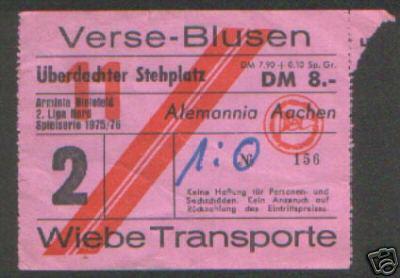 Verse-Blusen
Überdachter Stehplatz
DM 7.90 + 0.10 Sp. Gr.
DM 8.-
11
Arminia Bielefeld
2. Liga Nord
Spielserie 1975/76
Alemannia Aachen
2
1:0
№ 156
Keine Haftung für Personen- und
Sachschäden. Kein Anspruch auf
Rückzahlung des Eintrittspreises.
Wiebe Transporte